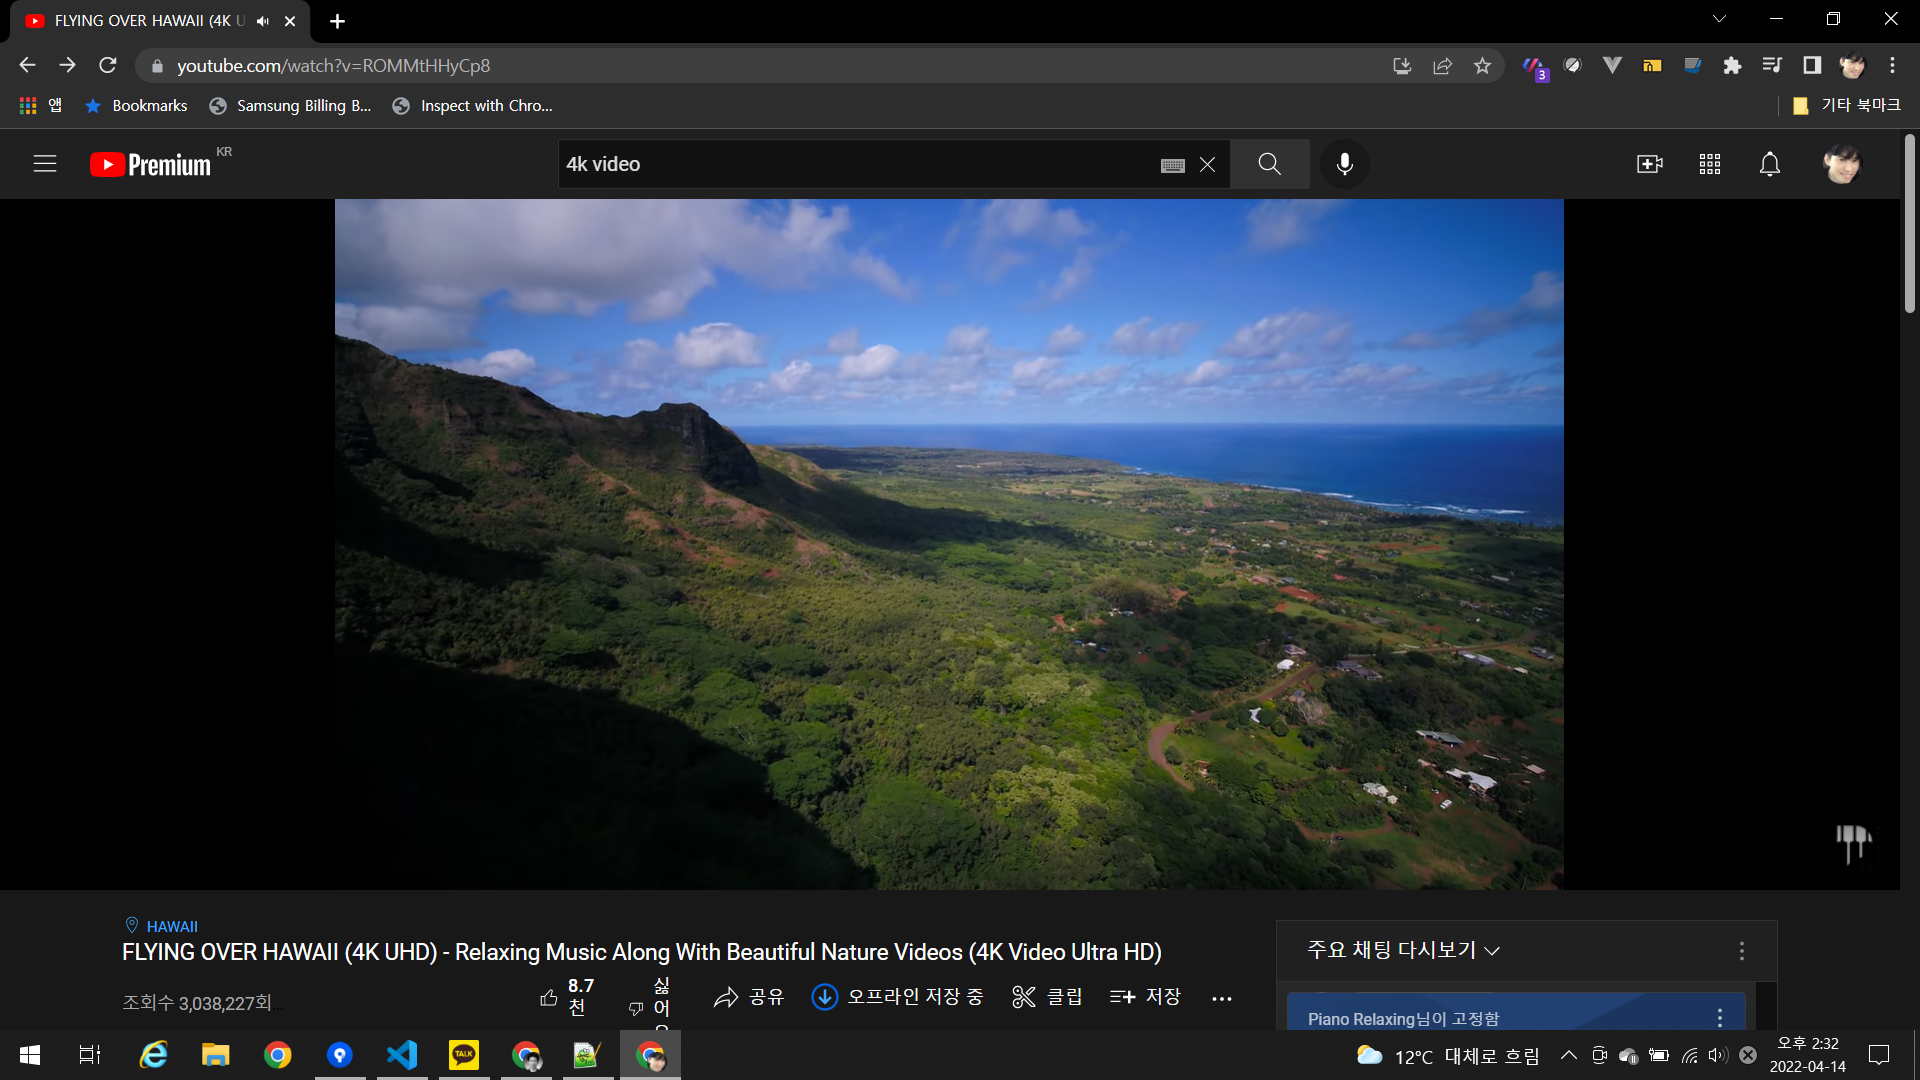 FLYING OVER HAWAII (4K U
youtube.com/watch?v=ROMMtHHyCp8
3
앱
Bookmarks
Samsung Billing B...
Inspect with Chro...
기타 북마크
Premium KR
4k video
HAWAII
FLYING OVER HAWAII (4K UHD) - Relaxing Music Along With Beautiful Nature Videos (4K Video Ultra HD)
조회수 3,038,227회
8.7
천
싫
어
공유
오프라인 저장 중
클립
저장
주요 채팅 다시보기
Piano Relaxing님이 고정함
TALK
12°C 대체로 흐림
오후 2:32
2022-04-14